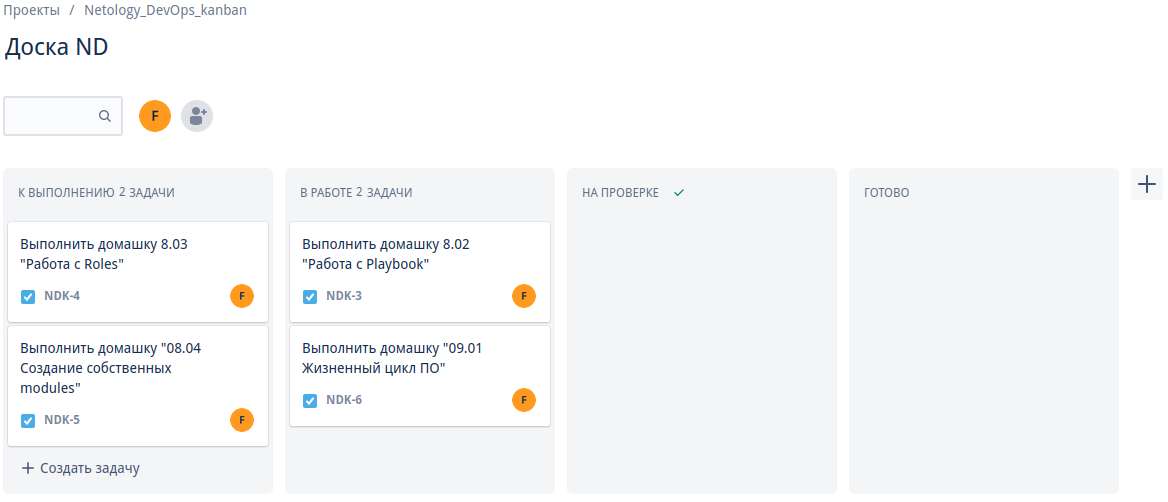 Проекты / Netology_DevOps_kanban
Доска ND
F
К ВЫПОЛНЕНИЮ 2 ЗАДАЧИ
Выполнить домашку 8.03
"Работа с Roles"
NDK-4
F
Выполнить домашку "08.04
Создание собственных
modules"
NDK-5
F
Создать задачу
В РАБОТЕ 2 ЗАДАЧИ
Выполнить домашку 8.02
"Работа с Playbook"
NDK-3
F
Выполнить домашку "09.01
Жизненный цикл ПО"
NDK-6
F
НА ПРОВЕРКЕ
ГОТОВО